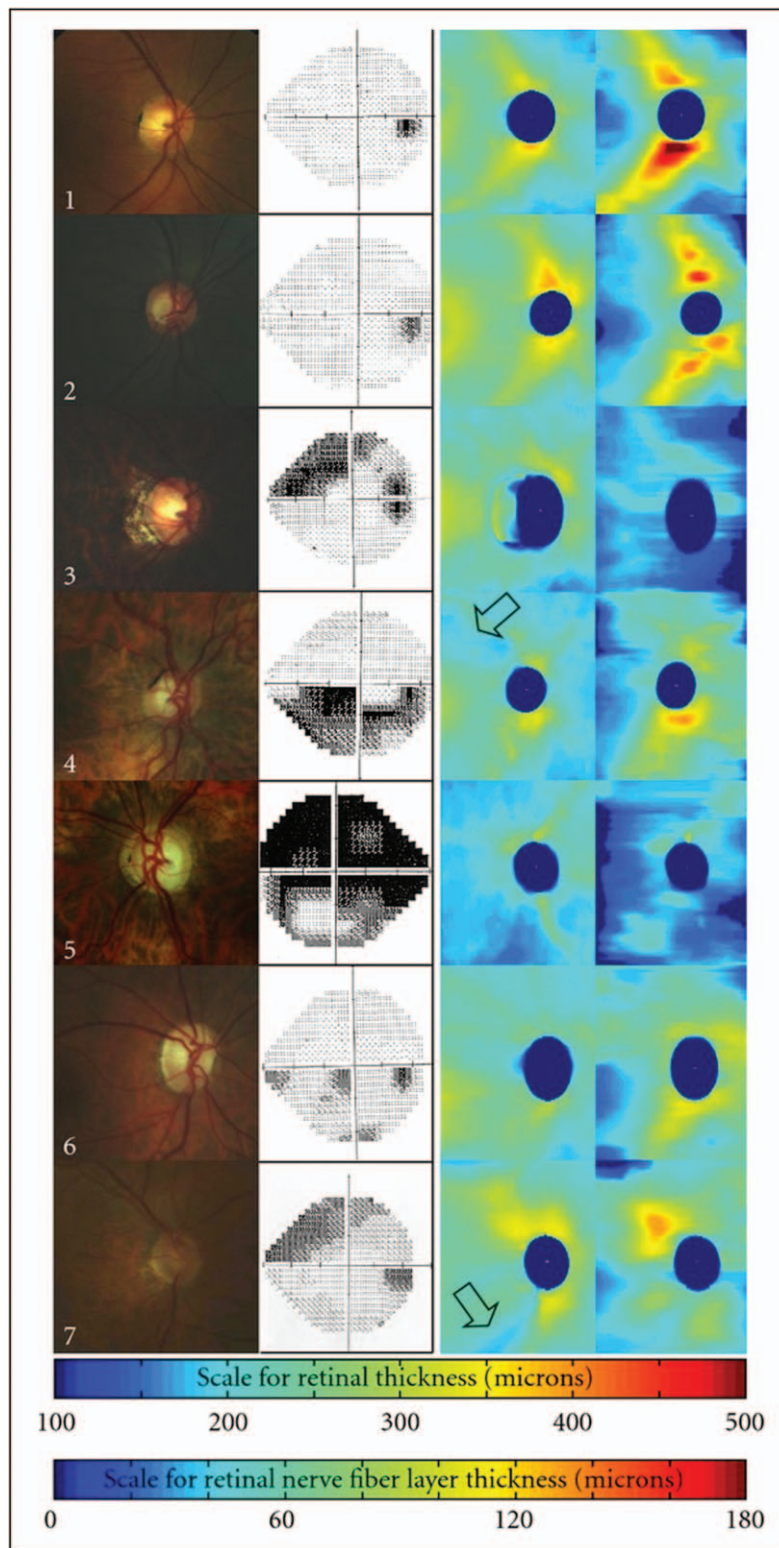 1
2
3
4
5
6
7
Scale for retinal thickness (microns)
100 200 300 400 500
Scale for retinal nerve fiber layer thickness (microns)
0 60 120 180